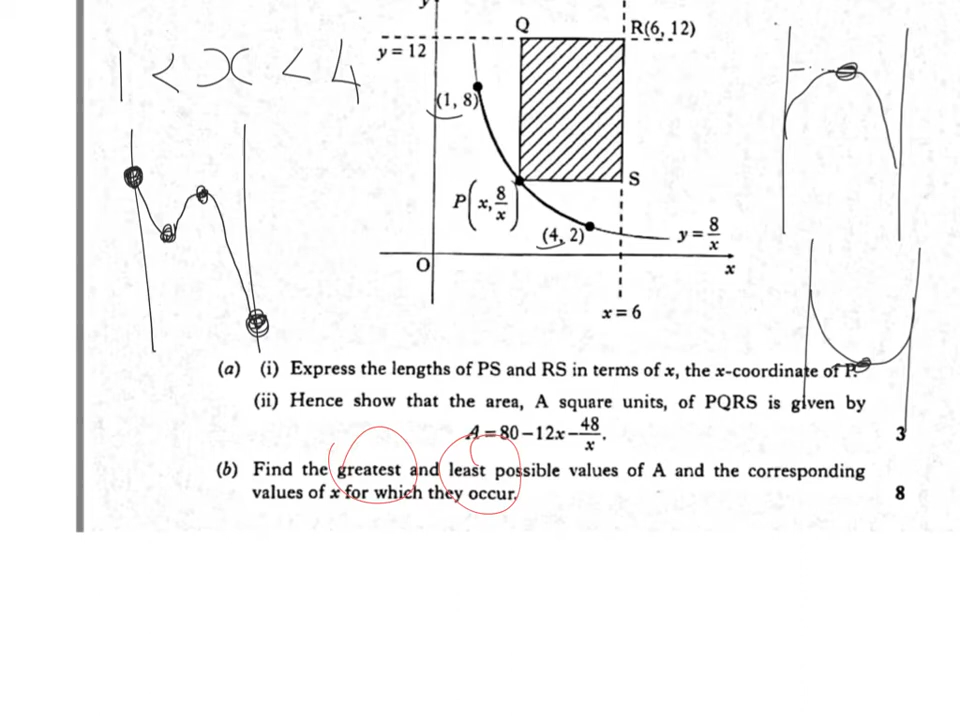 y
Q
R(6, 12)
y = 12
1 < x < 4
(1, 8)
S
P(x, 8/x)
(4, 2)
y = 8/x
O
x
x = 6
(a) (i) Express the lengths of PS and RS in terms of x, the x-coordinate of P.
(ii) Hence show that the area, A square units, of PQRS is given by
A = 80 − 12x − 48/x.
3
(b) Find the greatest and least possible values of A and the corresponding
values of x for which they occur.
8